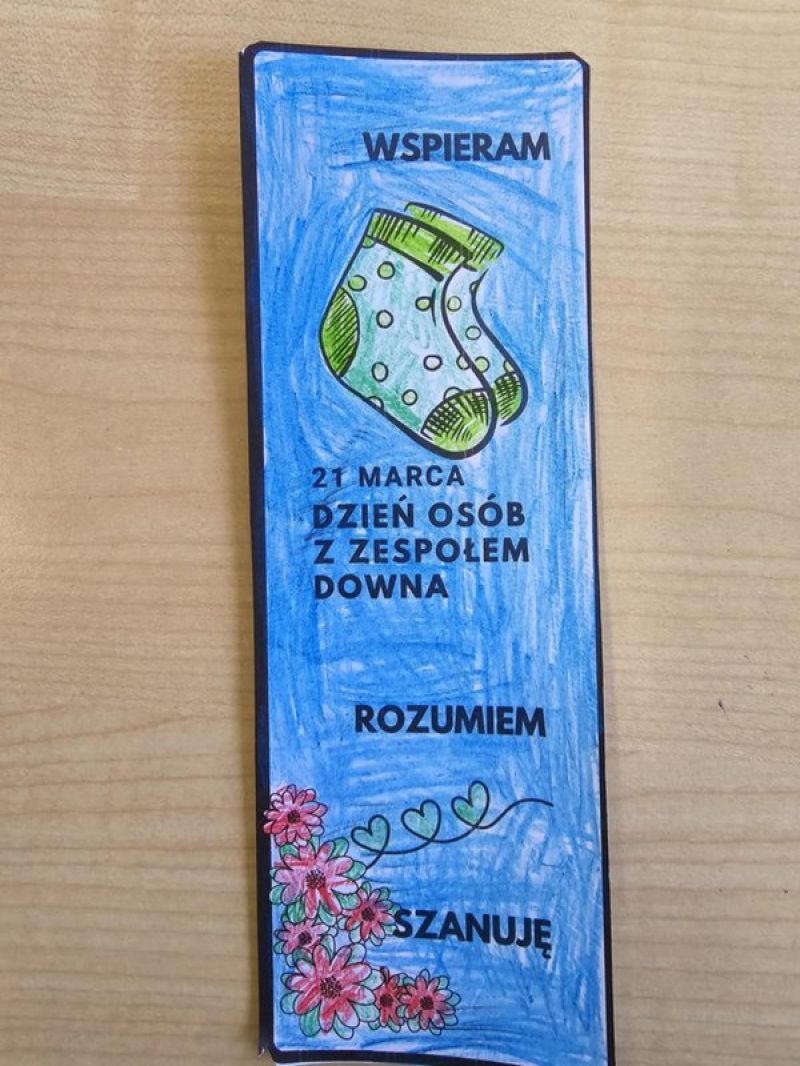 WSPIERAM
21 MARCA
DZIEŃ OSÓB
Z ZESPOŁEM
DOWNA
ROZUMIEM
SZANUJĘ